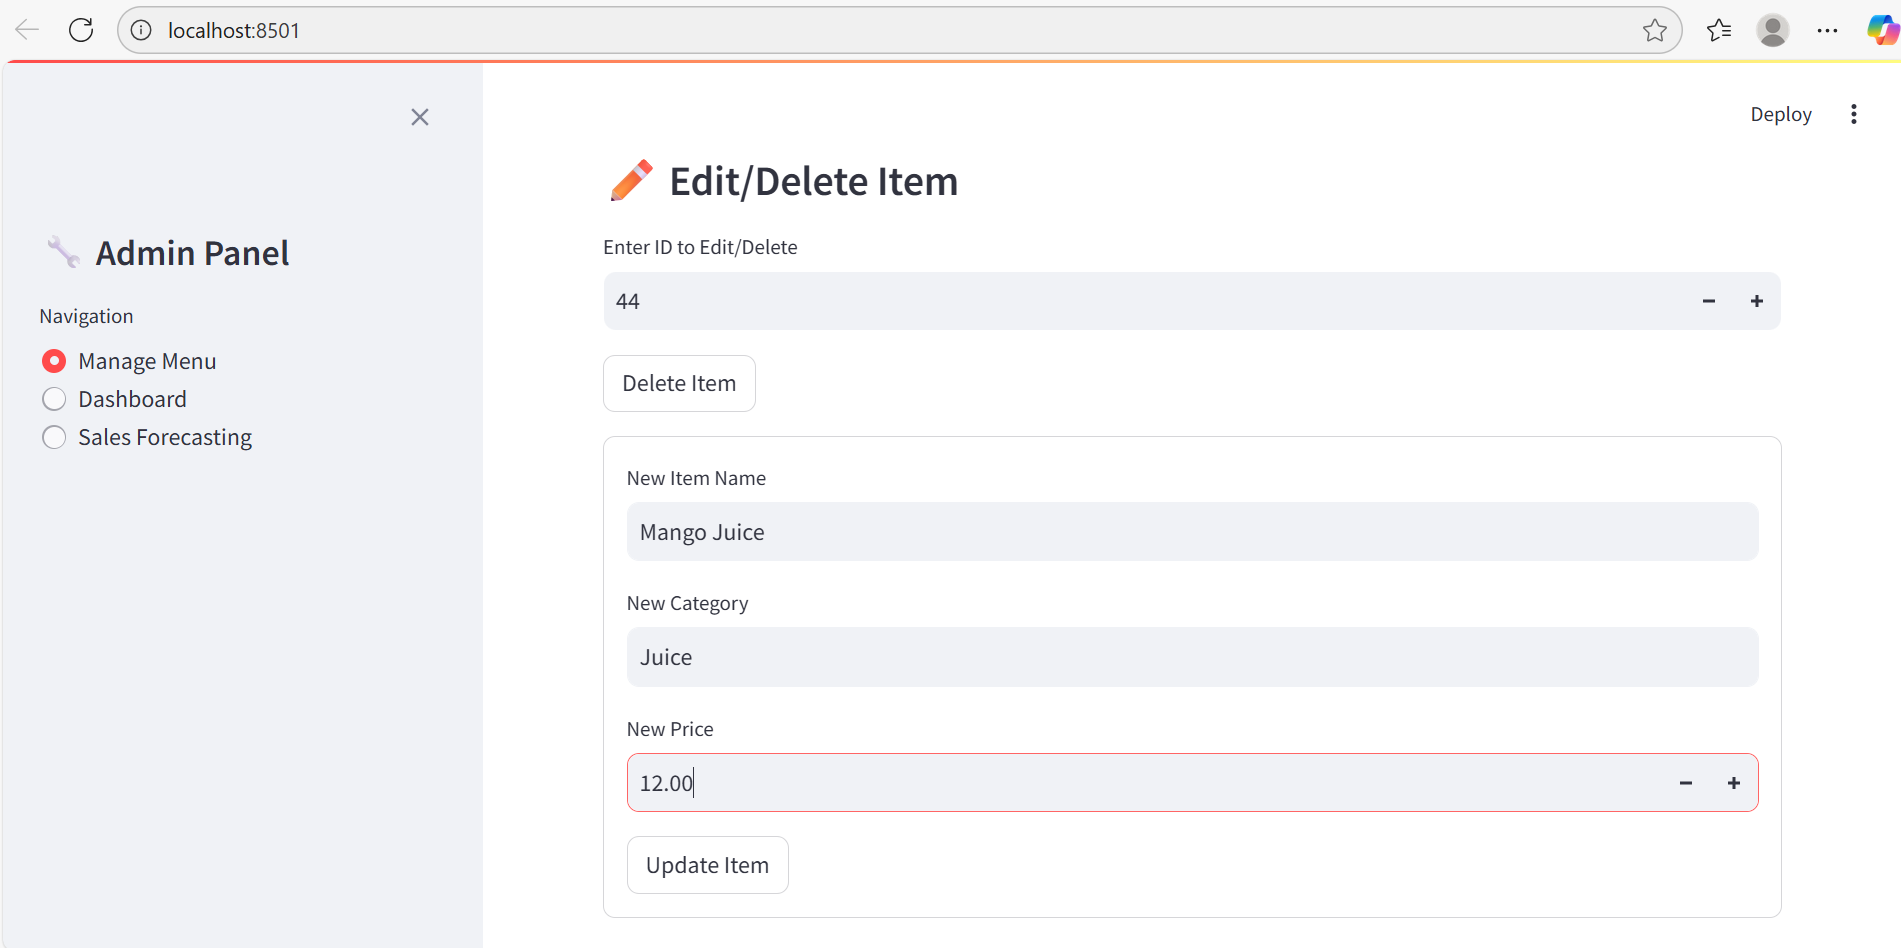 localhost:8501
Deploy
Edit/Delete Item
Admin Panel
Navigation
Manage Menu
Dashboard
Sales Forecasting
Enter ID to Edit/Delete
44
Delete Item
New Item Name
Mango Juice
New Category
Juice
New Price
12.00
Update Item